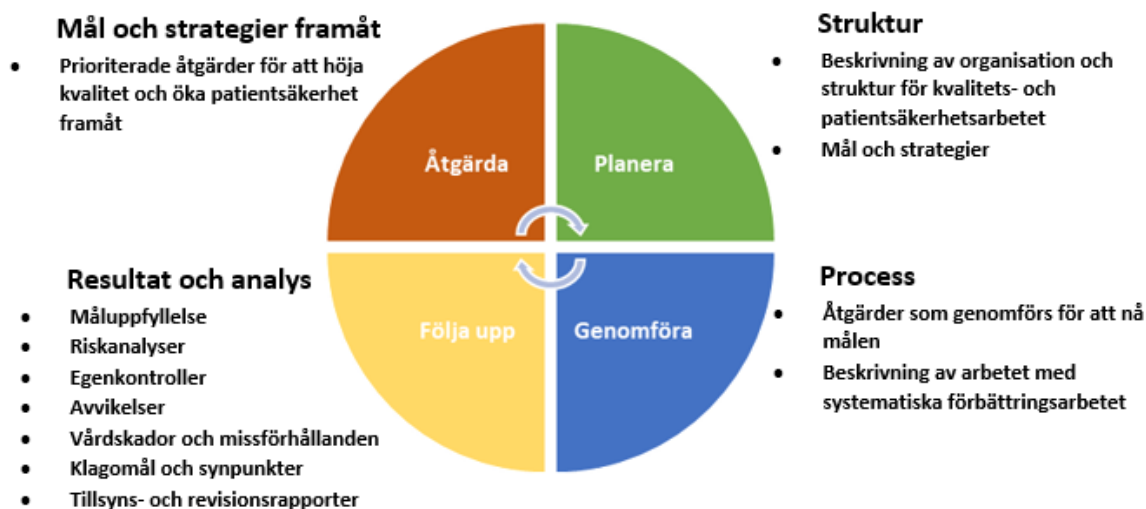 Mål och strategier framåt
• Prioriterade åtgärder för att höja
kvalitet och öka patientsäkerhet
framåt
Struktur
• Beskrivning av organisation och
struktur för kvalitets- och
patientsäkerhetsarbetet
• Mål och strategier
Åtgärda
Planera
Följa upp
Genomföra
Resultat och analys
• Måluppfyllelse
• Riskanalyser
• Egenkontroller
• Avvikelser
• Vårdskador och missförhållanden
• Klagomål och synpunkter
• Tillsyns- och revisionsrapporter
Process
• Åtgärder som genomförs för att nå
målen
• Beskrivning av arbetet med
systematiska förbättringsarbetet